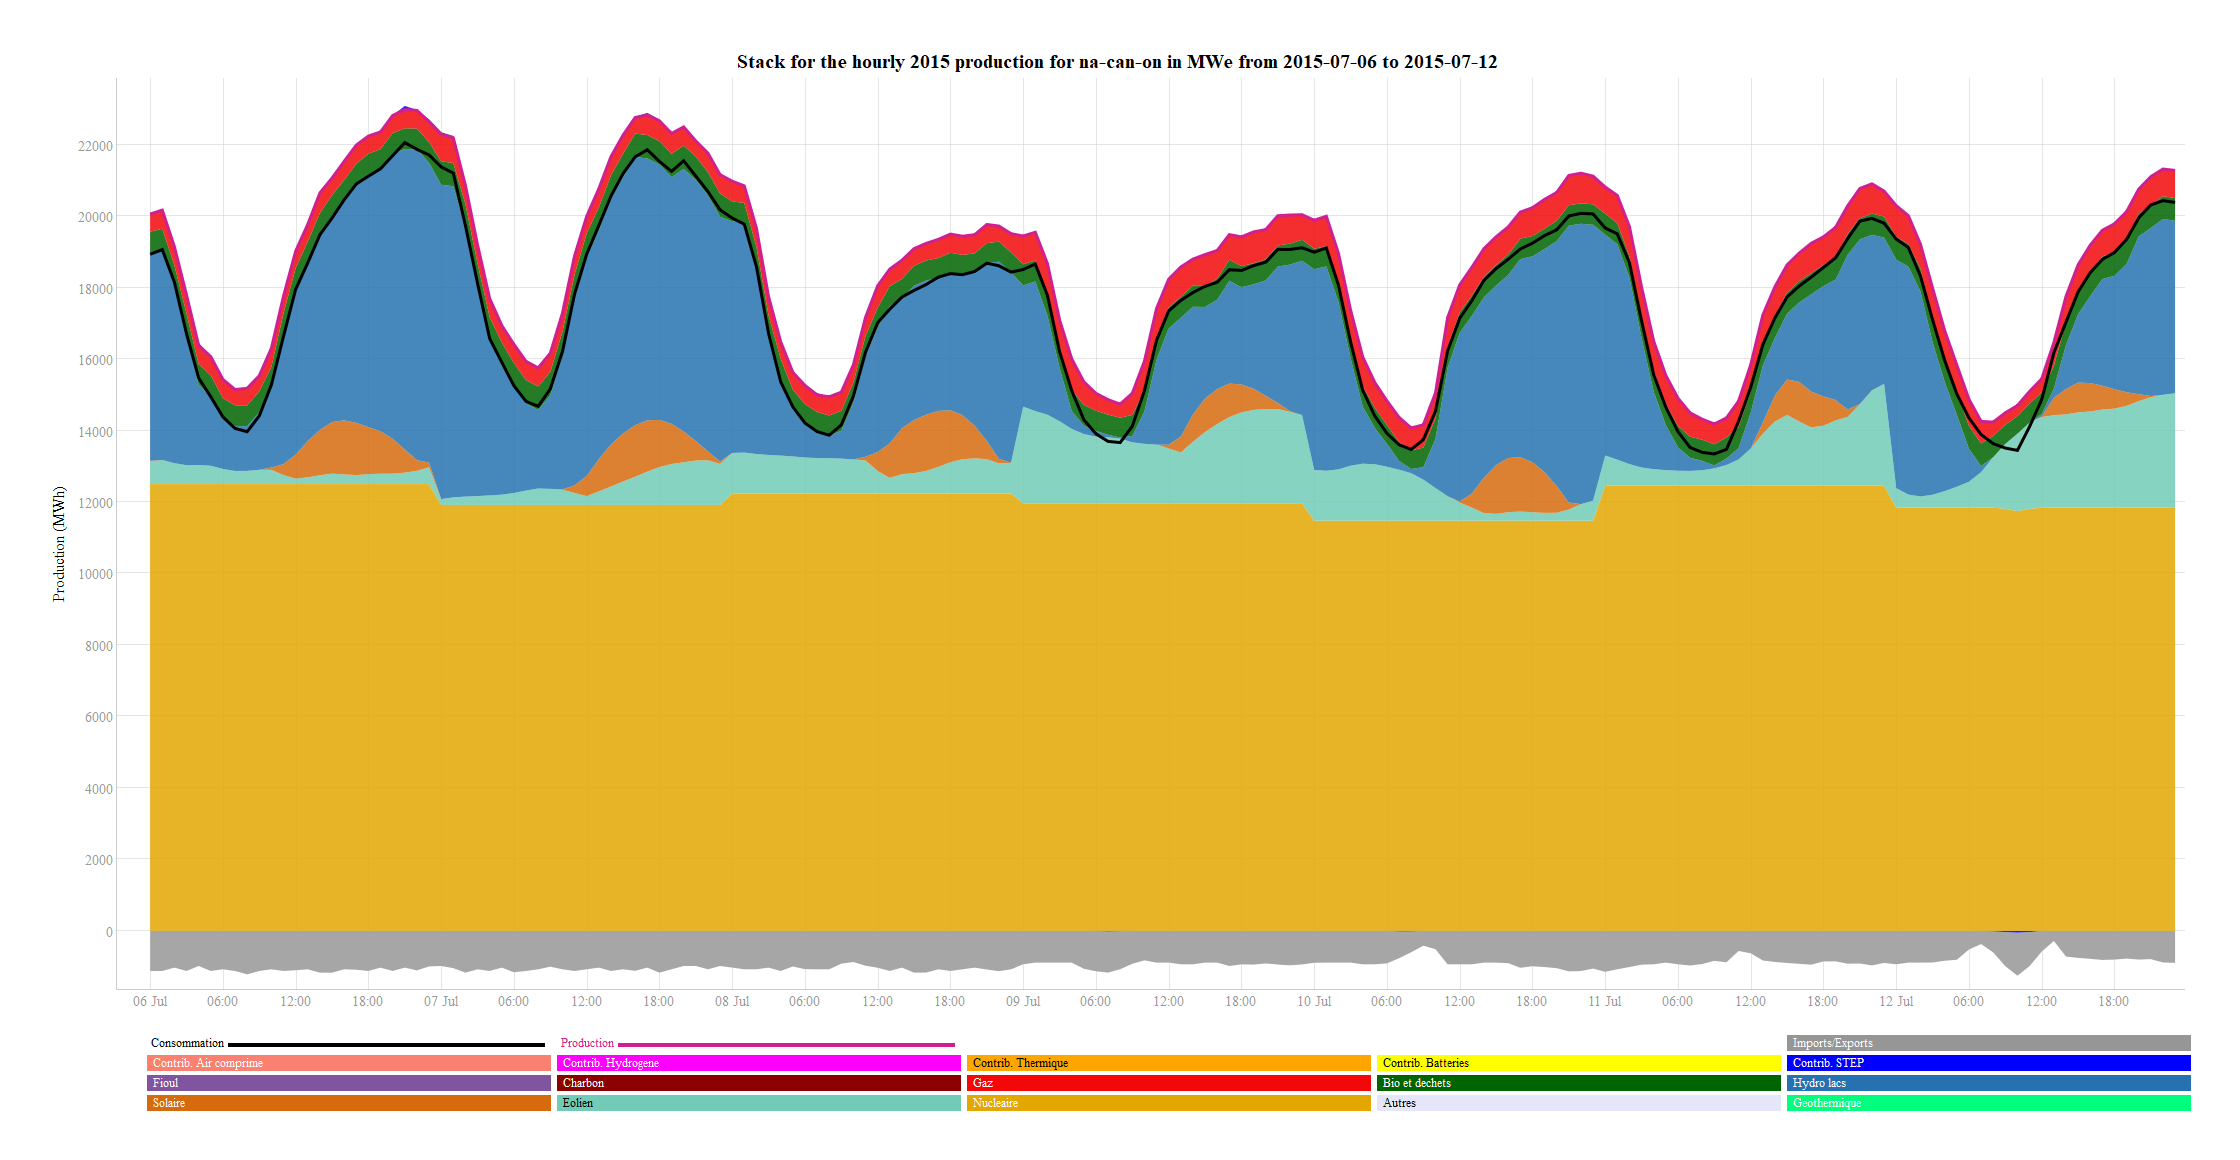 Stack for the hourly 2015 production for na-can-on in MWe from 2015-07-06 to 2015-07-12
Production (MWh)
22000
20000
18000
16000
14000
12000
10000
8000
6000
4000
2000
0
06 Jul 06:00 12:00 18:00 07 Jul 06:00 12:00 18:00 08 Jul 06:00 12:00 18:00 09 Jul 06:00 12:00 18:00 10 Jul 06:00 12:00 18:00 11 Jul 06:00 12:00 18:00 12 Jul 06:00 12:00 18:00
Consommation Production Imports/Exports
Contrib. Air comprime Contrib. Hydrogene Contrib. Thermique Contrib. Batteries Contrib. STEP
Fioul Charbon Gaz Bio et dechets Hydro lacs
Solaire Eolien Nucleaire Autres Geothermique